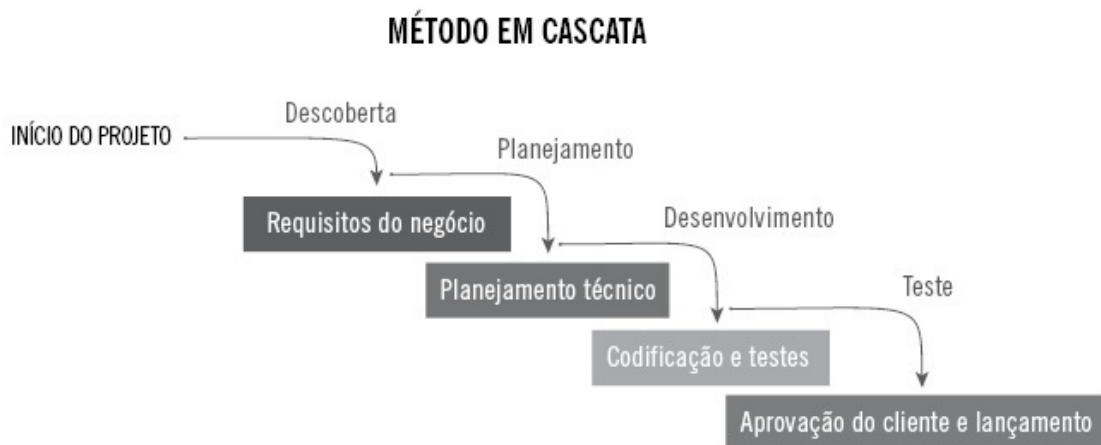 MÉTODO EM CASCATA
INÍCIO DO PROJETO
Descoberta
Requisitos do negócio
Planejamento
Planejamento técnico
Desenvolvimento
Codificação e testes
Teste
Aprovação do cliente e lançamento